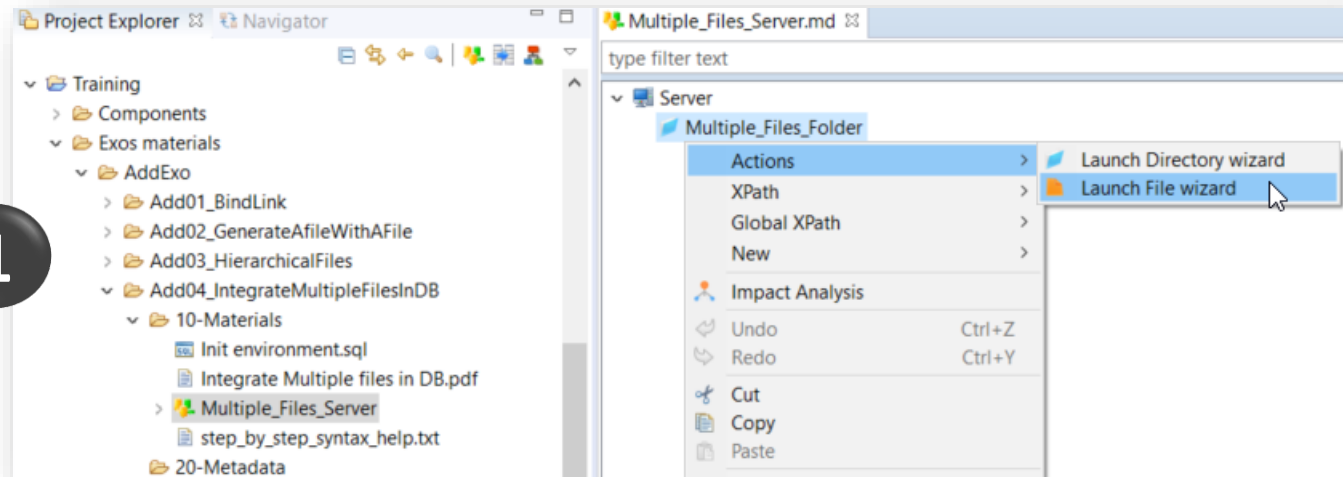 Project Explorer
Navigator
Training
Components
Exos materials
AddExo
Add01_BindLink
Add02_GenerateAfileWithAFile
Add03_HierarchicalFiles
Add04_IntegrateMultipleFilesInDB
10-Materials
Init environment.sql
Integrate Multiple files in DB.pdf
Multiple_Files_Server
step_by_step_syntax_help.txt
20-Metadata
1
Multiple_Files_Server.md
type filter text
Server
Multiple_Files_Folder
Actions
XPath
Global XPath
New
Impact Analysis
Undo Ctrl+Z
Redo Ctrl+Y
Cut
Copy
Paste
Launch Directory wizard
Launch File wizard